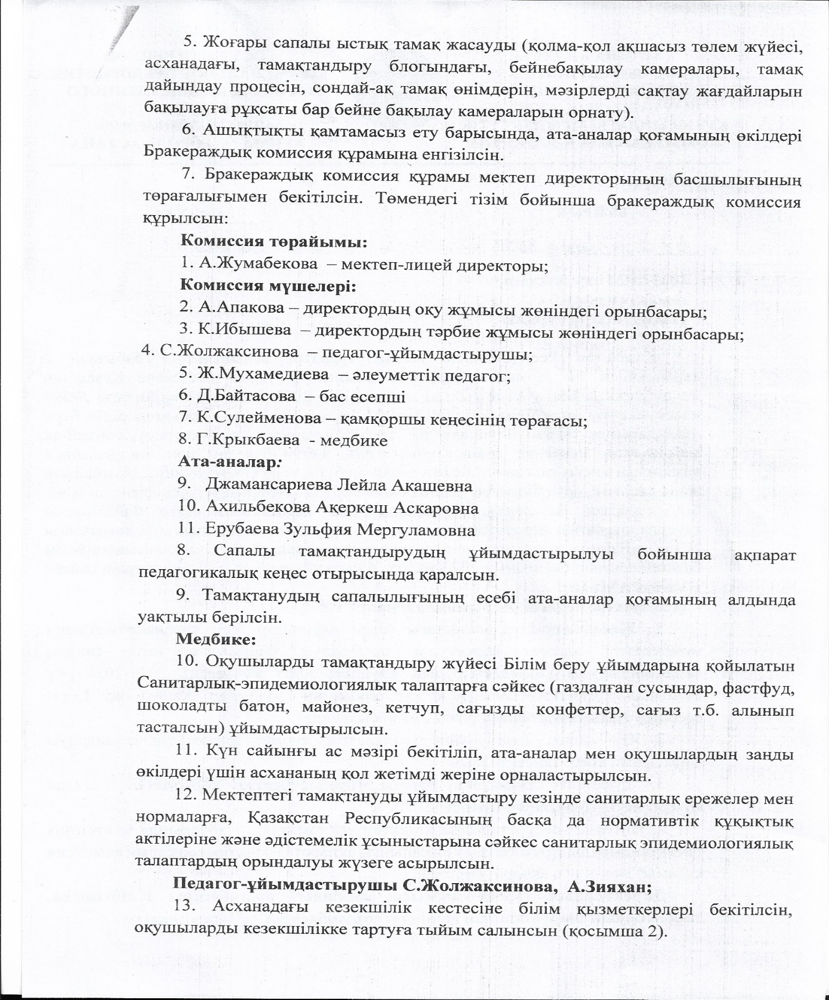 5. Жоғары сапалы ыстық тамақ жасауды (қолма-қол ақшасыз төлем жүйесі,
асханадағы, тамақтандыру блогындағы, бейнебақылау камералары, тамақ
дайындау процесін, сондай-ақ тамақ өнімдерін, мәзірлерді сақтау жағдайларын
бақылауға рұқсаты бар бейне бақылау камераларын орнату).
6. Ашықтықты қамтамасыз ету барысында, ата-аналар қоғамының өкілдері
Бракераждық комиссия құрамына енгізілсін.
7. Бракераждық комиссия құрамы мектеп директорының басшылығының
төрағалығымен бекітілсін. Төмендегі тізім бойынша бракераждық комиссия
құрылсын:
Комиссия төрайымы:
1. А.Жумабекова – мектеп-лицей директоры;
Комиссия мүшелері:
2. А.Апакова – директордың оқу жұмысы жөніндегі орынбасары;
3. К.Ибышева – директордың тәрбие жұмысы жөніндегі орынбасары;
4. С.Жолжаксинова – педагог-ұйымдастырушы;
5. Ж.Мухамедиева – әлеуметтік педагог;
6. Д.Байтасова – бас есепші
7. К.Сулейменова – қамқоршы кеңесінің төрағасы;
8. Г.Крыкбаева - медбике
Ата-аналар:
9. Джамансариева Лейла Акашевна
10. Ахильбекова Ақеркеш Аскаровна
11. Ерубаева Зульфия Мергуламовна
8. Сапалы тамақтандырудың ұйымдастырылуы бойынша ақпарат
педагогикалық кеңес отырысында қаралсын.
9. Тамақтанудың сапалылығының есебі ата-аналар қоғамының алдында
уақтылы берілсін.
Медбике:
10. Оқушыларды тамақтандыру жүйесі Білім беру ұйымдарына қойылатын
Санитарлық-эпидемиологиялық талаптарға сәйкес (газдалған сусындар, фастфуд,
шоколадты батон, майонез, кетчуп, сағызды конфеттер, сағыз т.б. алынып
тасталсын) ұйымдастырылсын.
11. Күн сайынғы ас мәзірі бекітіліп, ата-аналар мен оқушылардың заңды
өкілдері үшін асхананың қол жетімді жеріне орналастырылсын.
12. Мектептегі тамақтануды ұйымдастыру кезінде санитарлық ережелер мен
нормаларға, Қазақстан Республикасының басқа да нормативтік құқықтық
актілеріне және әдістемелік ұсыныстарына сәйкес санитарлық эпидемиологиялық
талаптардың орындалуы жүзеге асырылсын.
Педагог-ұйымдастырушы С.Жолжаксинова, А.Зияхан;
13. Асханадағы кезекшілік кестесіне білім қызметкерлері бекітілсін,
оқушыларды кезекшілікке тартуға тыйым салынсын (қосымша 2).